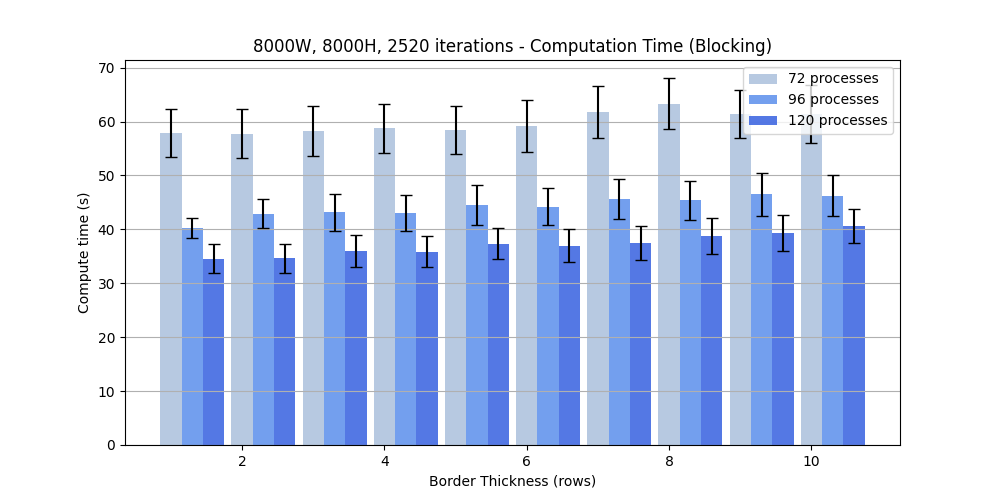 8000W, 8000H, 2520 iterations - Computation Time (Blocking)
72 processes
96 processes
120 processes
70
60
50
40
30
20
10
0
Compute time (s)
2
4
6
8
10
Border Thickness (rows)